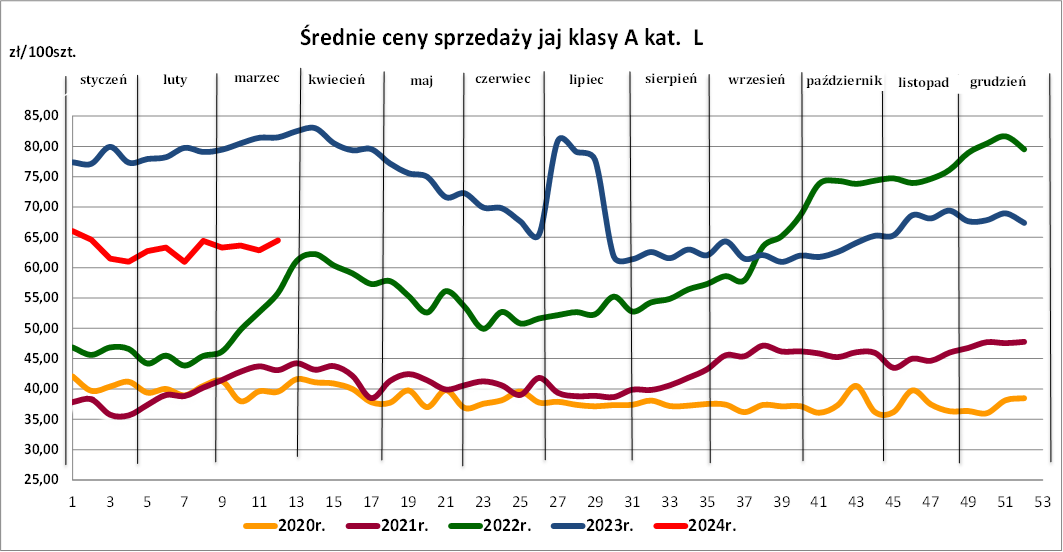 Średnie ceny sprzedaży jaj klasy A kat. L
zł/100szt.
styczeń luty marzec kwiecień maj czerwiec lipiec sierpień wrzesień październik listopad grudzień
85,00
80,00
75,00
70,00
65,00
60,00
55,00
50,00
45,00
40,00
35,00
30,00
25,00
1 3 5 7 9 11 13 15 17 19 21 23 25 27 29 31 33 35 37 39 41 43 45 47 49 51 53
2020r. 2021r. 2022r. 2023r. 2024r.